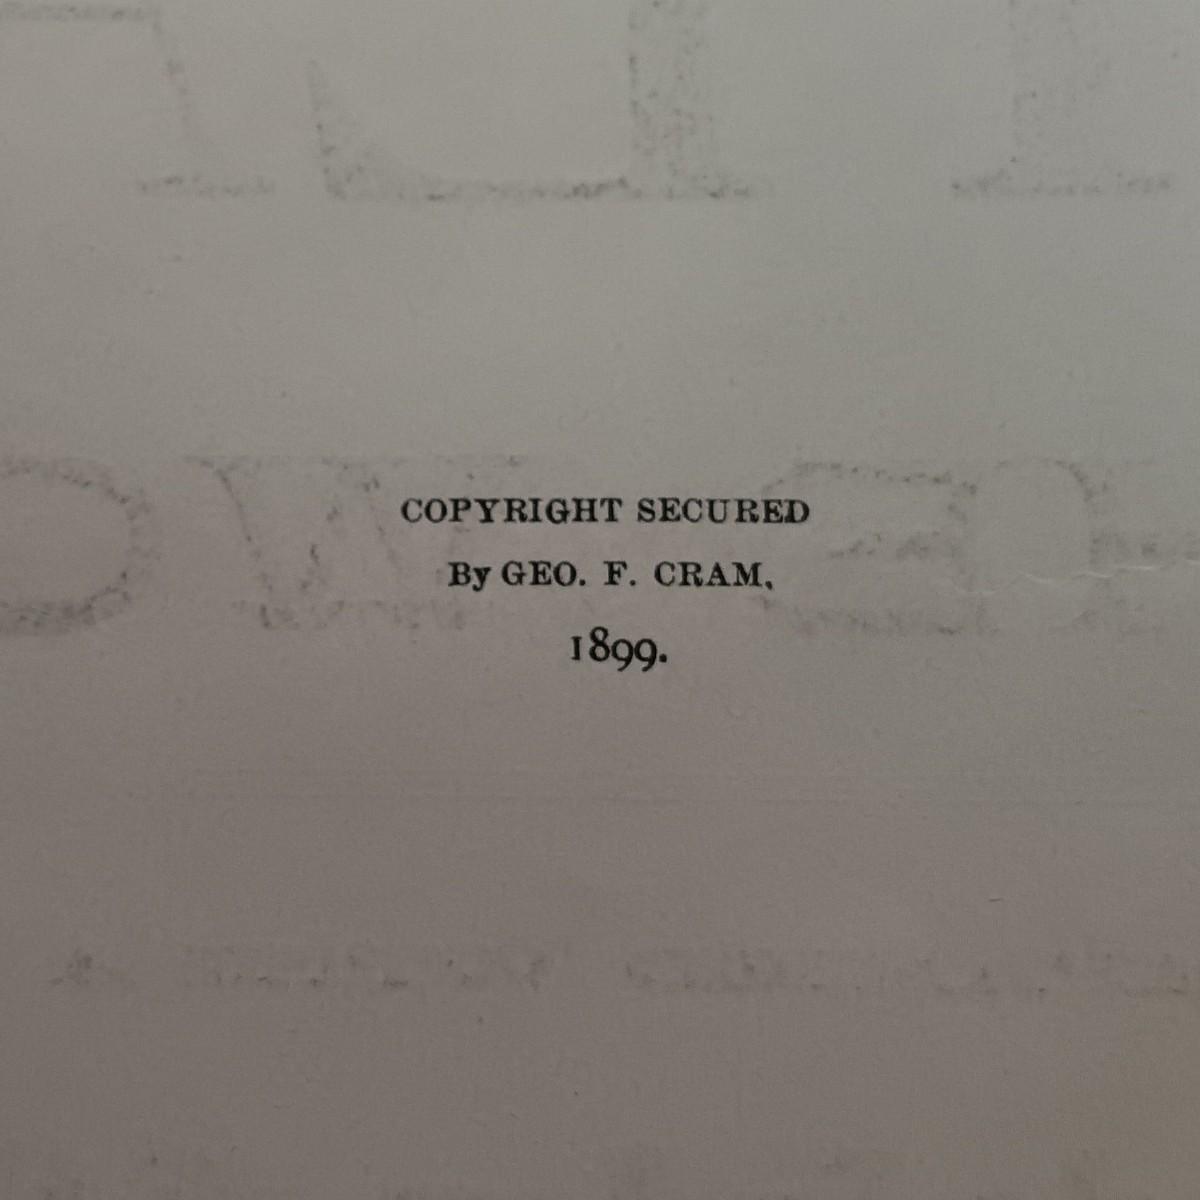 COPYRIGHT SECURED
By GEO. F. CRAM,
1899.